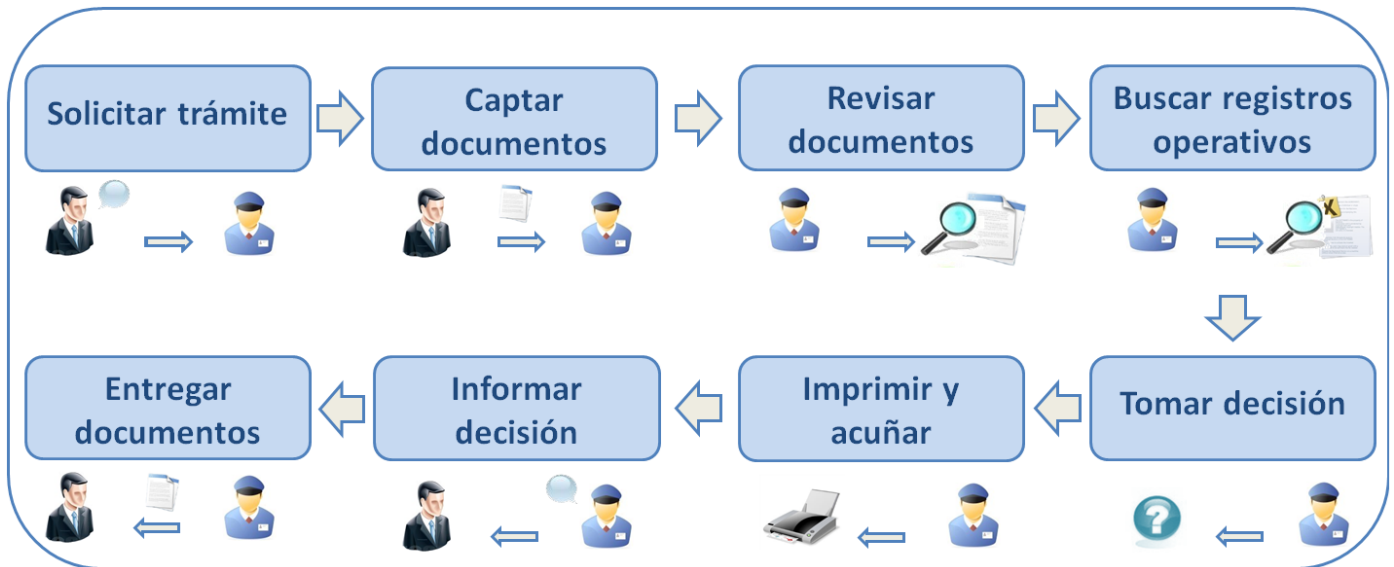 Solicitar trámite
Captar
documentos
Revisar
documentos
Buscar registros
operativos
Tomar decisión
Imprimir y
acuñar
Informar
decisión
Entregar
documentos